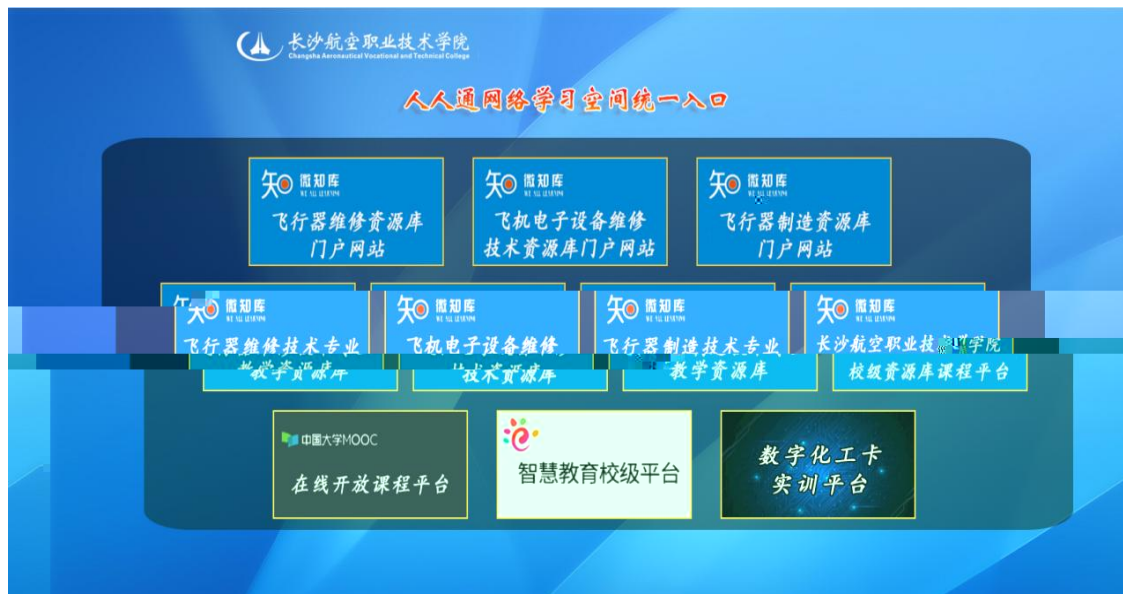 长沙航空职业技术学院
Changsha Aeronautical Vocational and Technical College
人人通网络学习空间统一入口
知 微知库
飞行器维修资源库
门户网站
知 微知库
飞机电子设备维修
技术资源库门户网站
知 微知库
飞行器制造资源库
门户网站
知 微知库
飞行器维修技术专业
教学资源库
知 微知库
飞机电子设备维修
技术资源库
知 微知库
飞行器制造技术专业
教学资源库
知 微知库
长沙航空职业技术学院
校级资源库课程平台
中国大学MOOC
在线开放课程平台
智慧教育校级平台
数字化工卡
实训平台